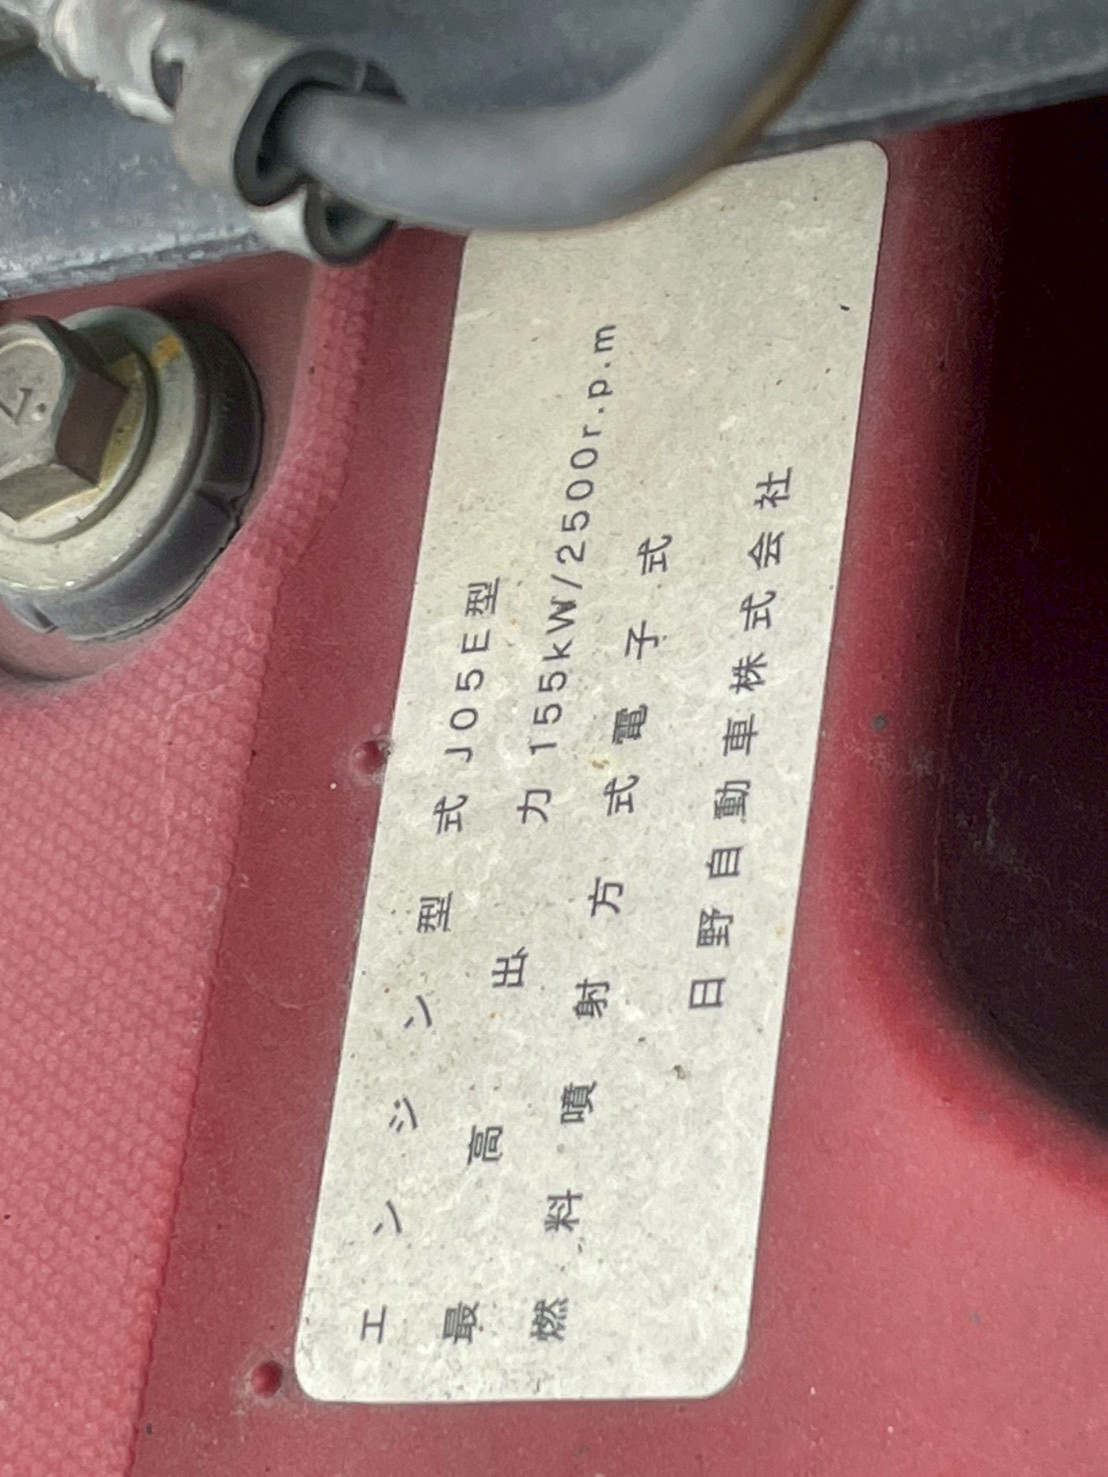 エンジン型式 J05E型
最高出力 155kW/2500r.p.m
燃料噴射方式 電子式
日野自動車株式会社